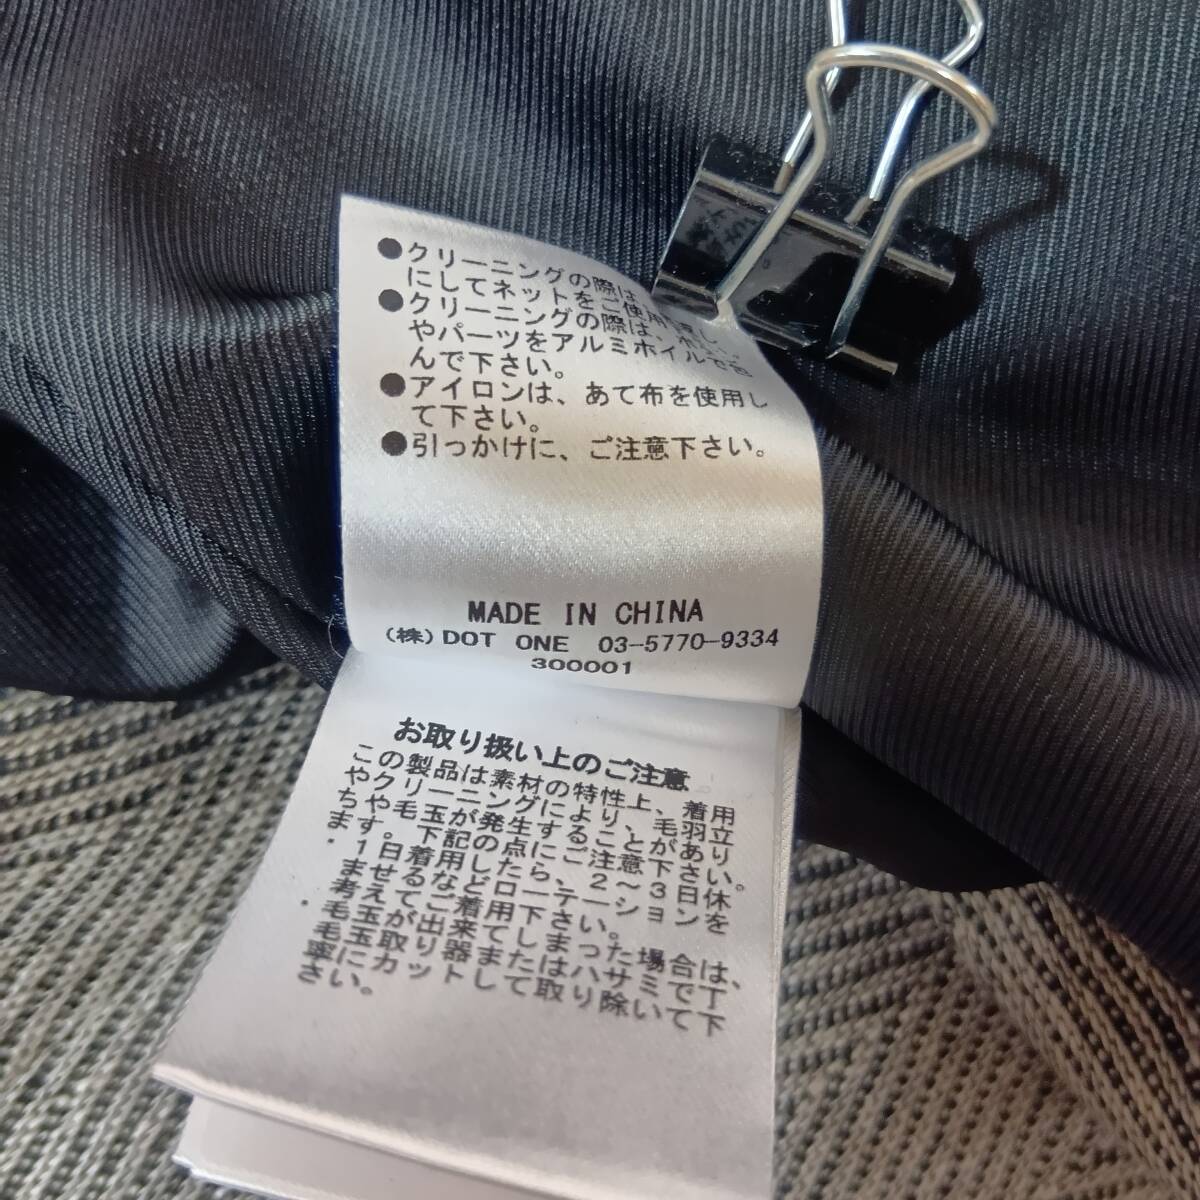 ●クリーニングの際は
にしてネットをご使用
●クリーニングの際は、
やパーツをアルミホイルで包
んで下さい。
●アイロンは、あて布を使用し
て下さい。
●引っかけに、ご注意下さい。
MADE IN CHINA
(株)DOT ONE 03-5770-9334
300001
お取り扱い上のご注意
この製品は素材の特性上、着用
やクリーニングにより、毛羽立
ちや毛玉が発生することがあり
ます。下記の点にご注意下さい。
・1日着用したら、2~3日休
ませるなどローテーションを
考えてご着用下さい。
・毛玉が出来てしまった場合は、
毛玉取り器またはハサミで丁
寧にカットして取り除いて下
さい。